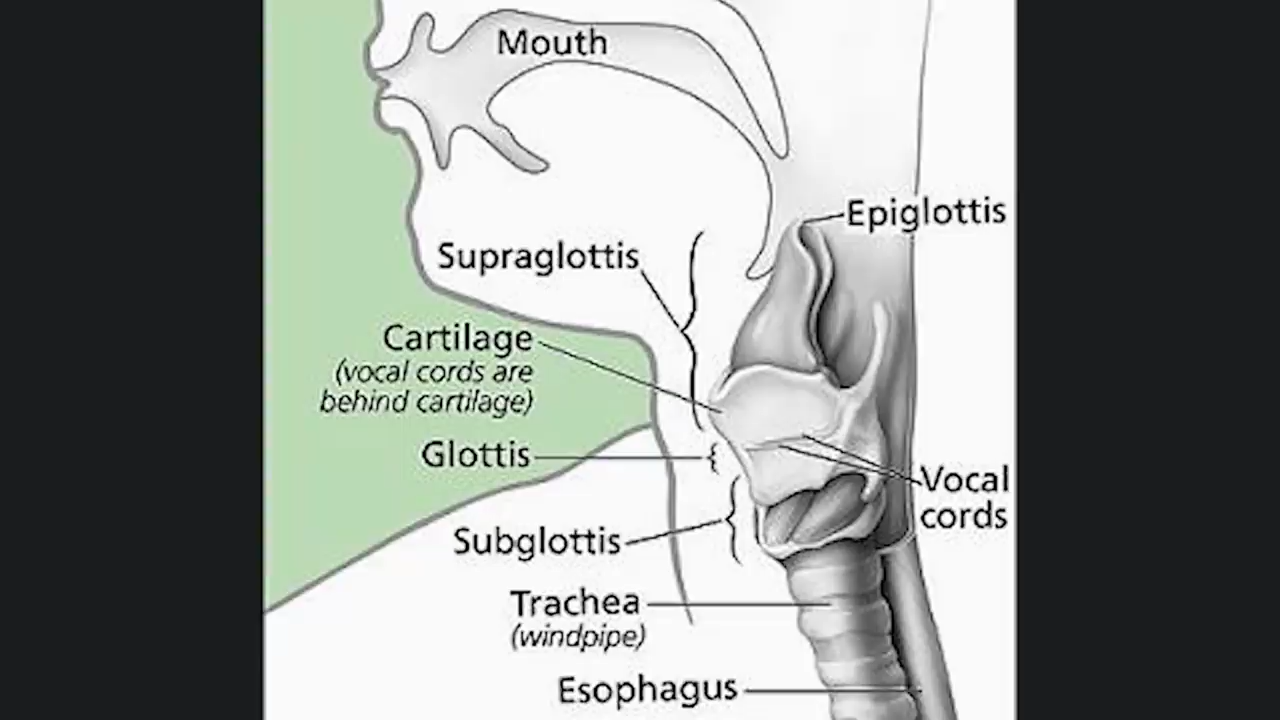 Mouth
Epiglottis
Supraglottis
Cartilage
(vocal cords are
behind cartilage)
Glottis
Vocal
cords
Subglottis
Trachea
(windpipe)
Esophagus